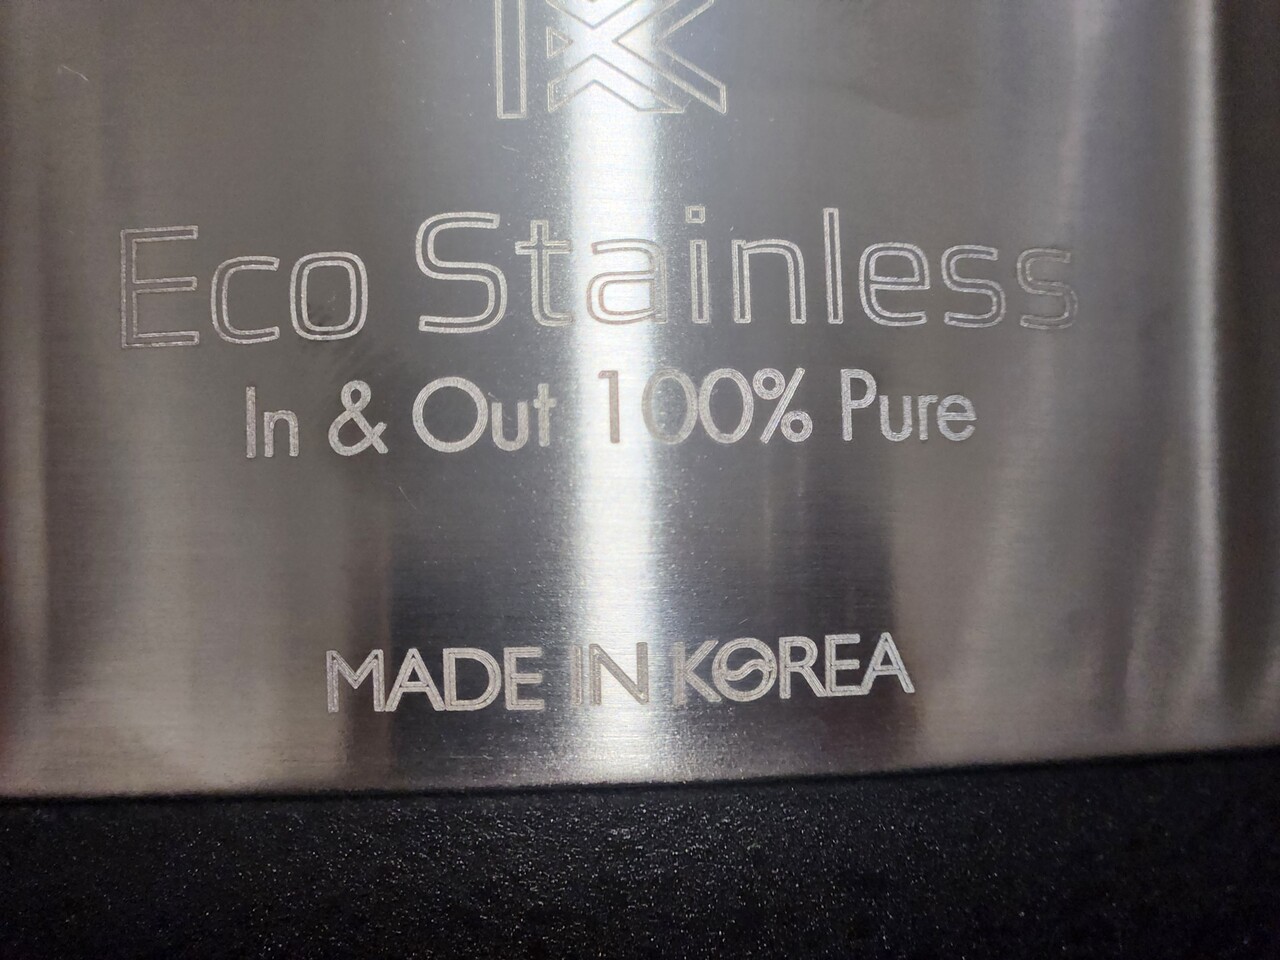 Eco Stainless
In & Out 100% Pure
MADE IN KOREA